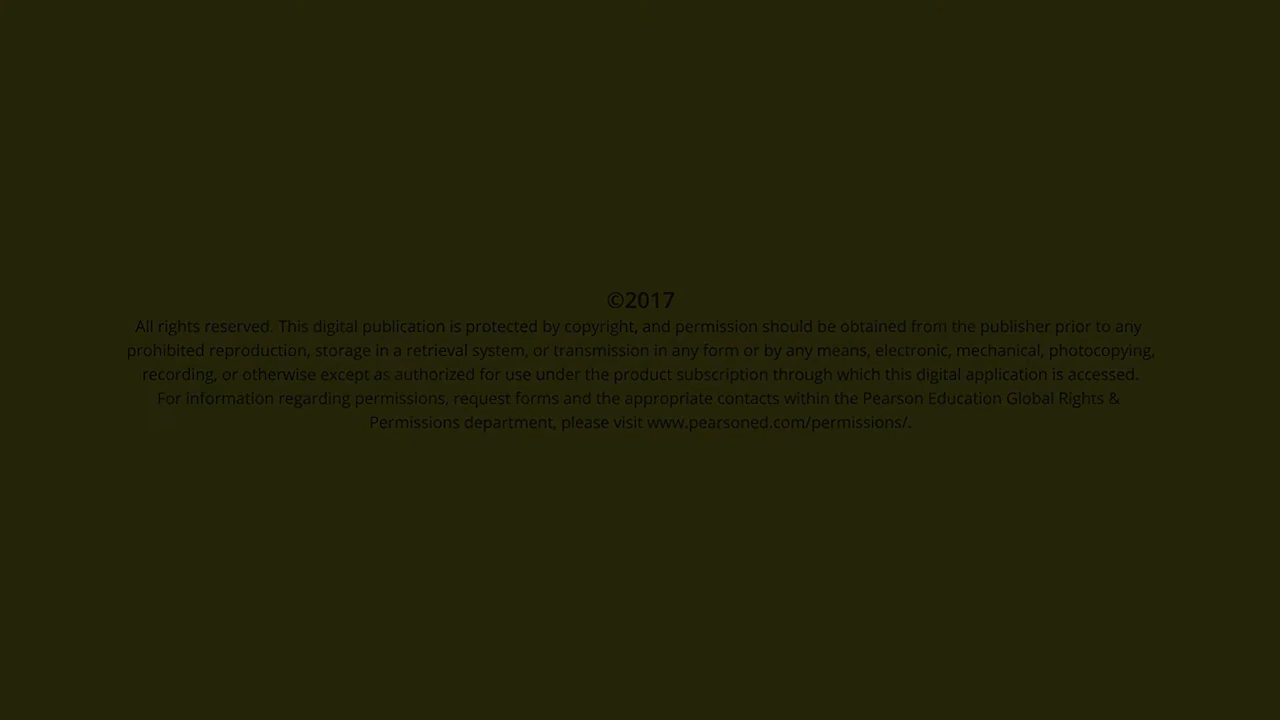 ©2017
All rights reserved. This digital publication is protected by copyright, and permission should be obtained from the publisher prior to any
prohibited reproduction, storage in a retrieval system, or transmission in any form or by any means, electronic, mechanical, photocopying,
recording, or otherwise except as authorized for use under the product subscription through which this digital application is accessed.
For information regarding permissions, request forms and the appropriate contacts within the Pearson Education Global Rights &
Permissions department, please visit www.pearsoned.com/permissions/.